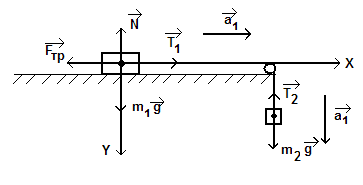 N a₁
Fтр T₁ X
T₂
m₁g a₁
Y m₂g